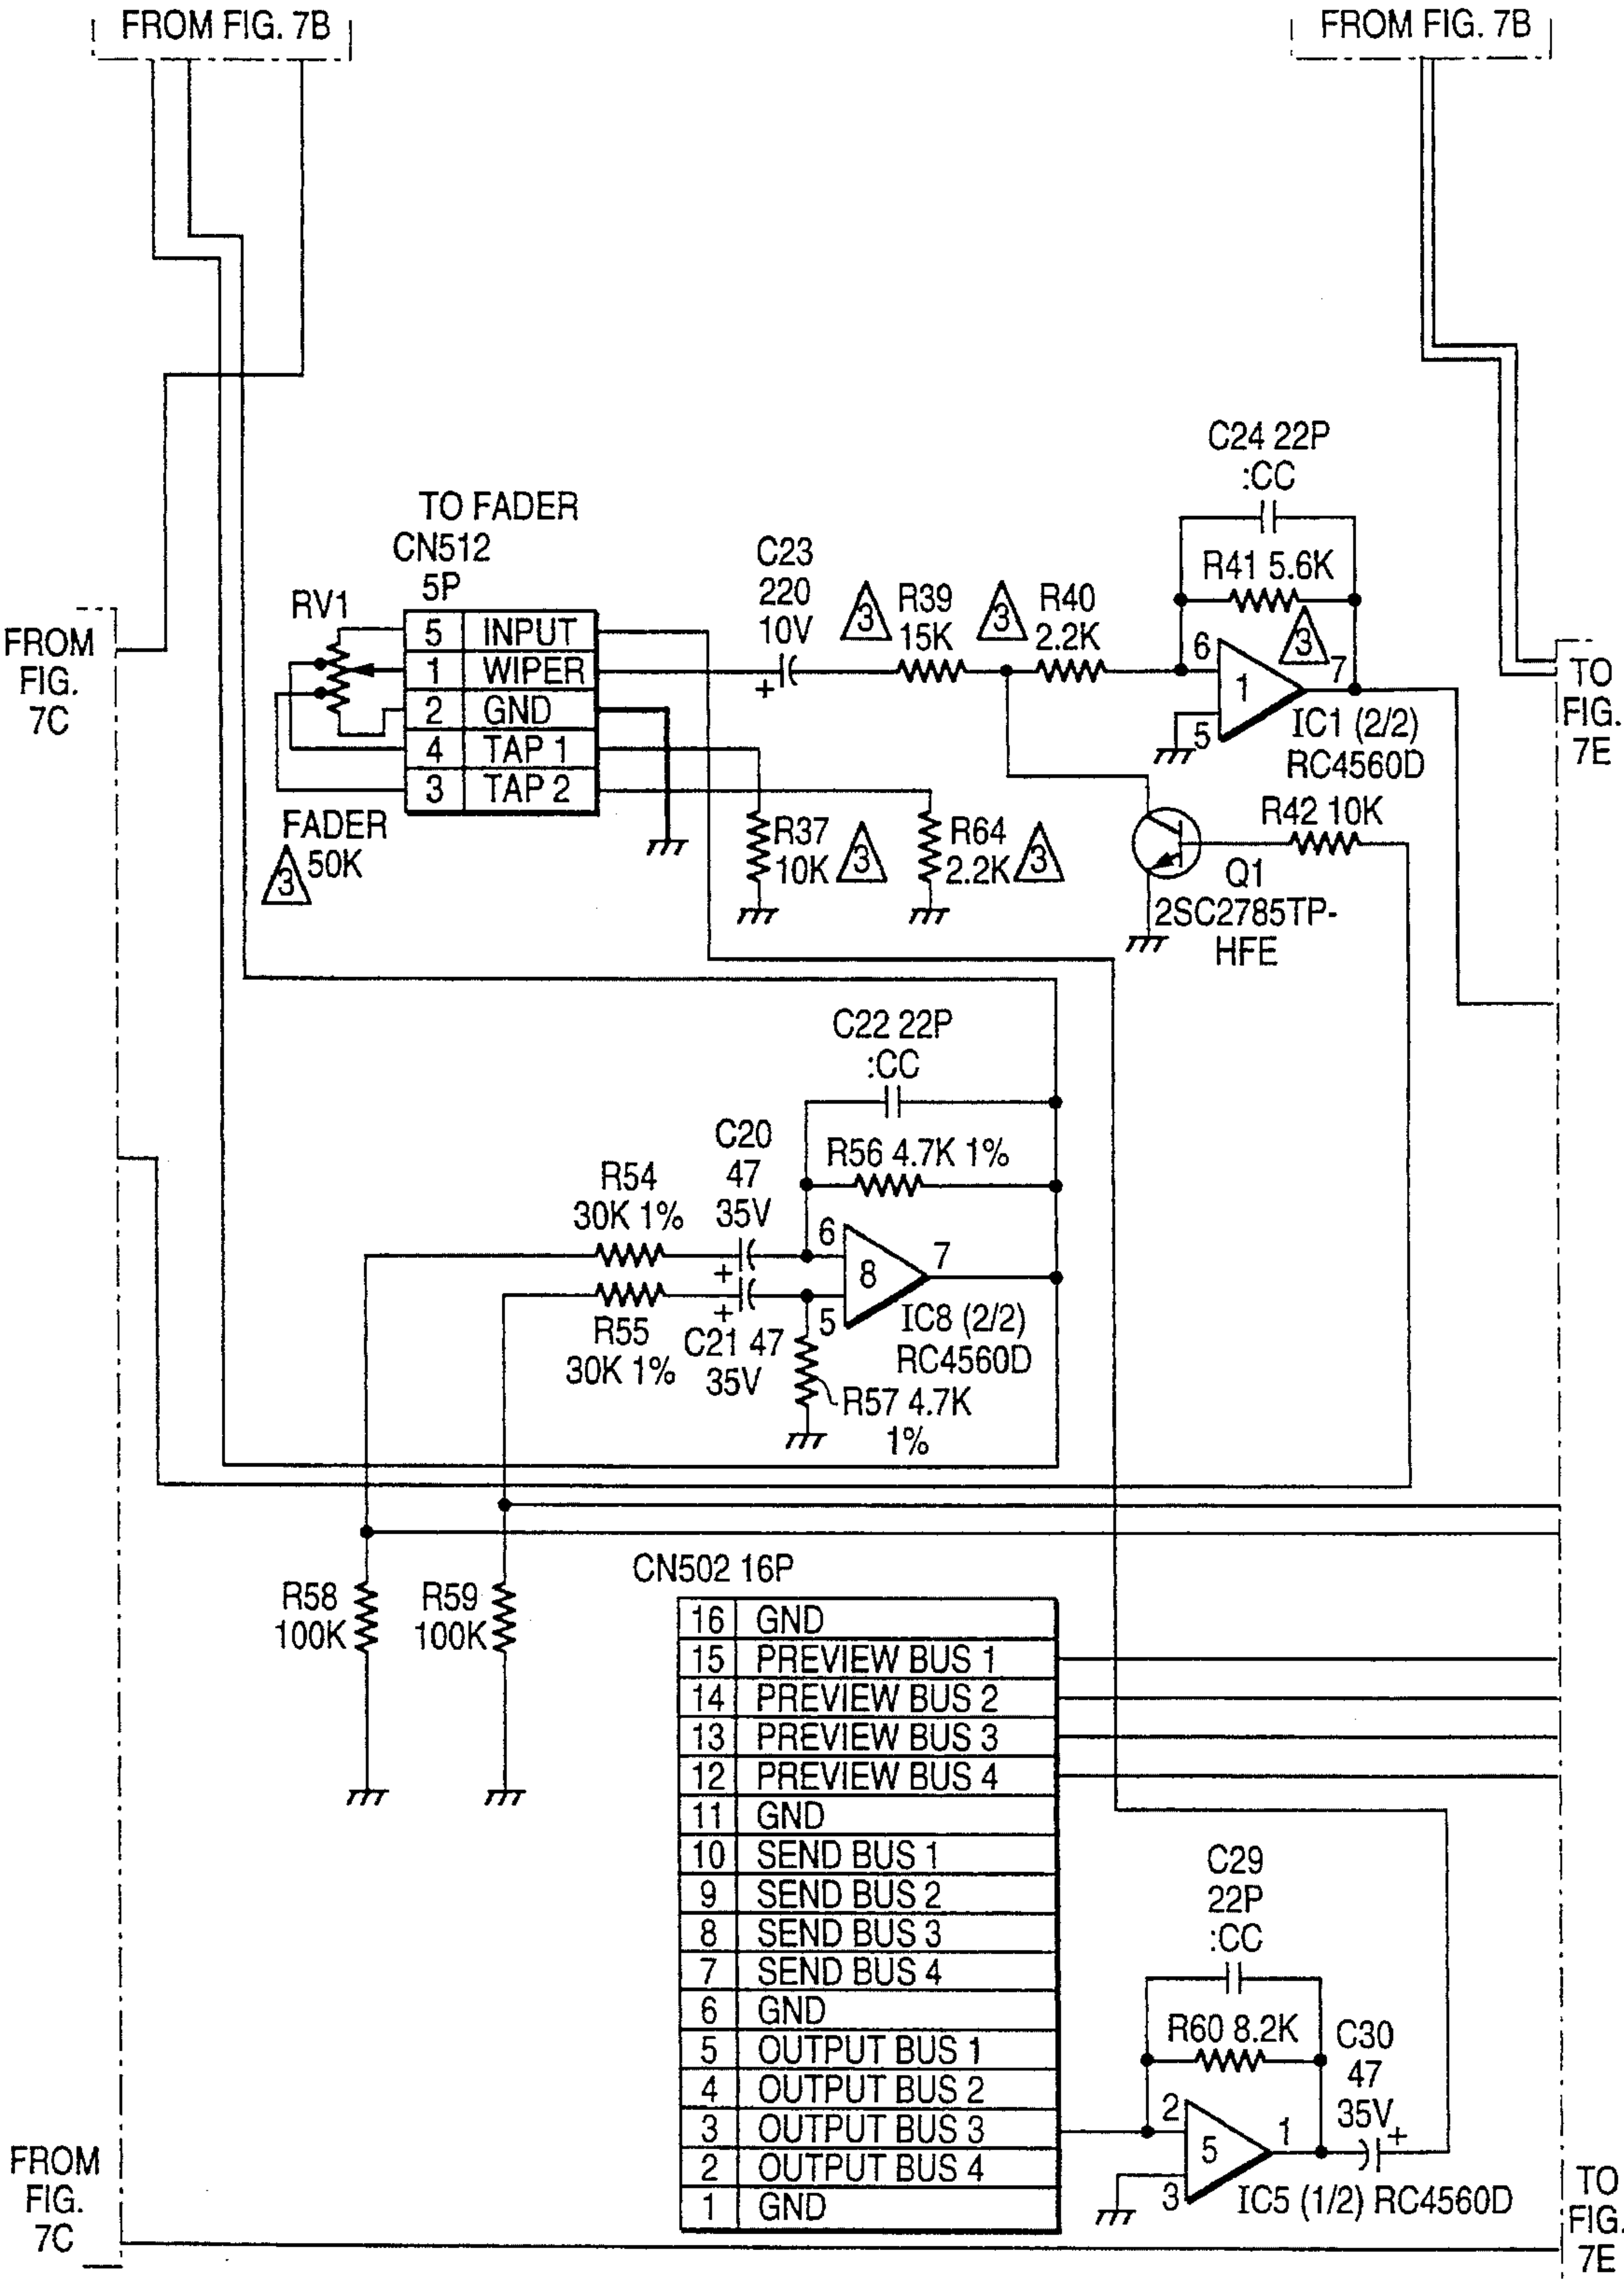 FROM FIG. 7B
FROM FIG. 7B
FROM
FIG.
7C
TO FADER
CN512
5P
RV1
5 INPUT
1 WIPER
2 GND
4 TAP 1
3 TAP 2
FADER
50K
3
C23
220
10V
3
R39
15K
3
R40
2.2K
C24 22P
:CC
R41 5.6K
3
6
1
7
5
IC1 (2/2)
RC4560D
TO
FIG.
7E
R37
10K
3
R64
2.2K
3
R42 10K
Q1
2SC2785TP-
HFE
C22 22P
:CC
R56 4.7K 1%
C20
47
35V
R54
30K 1%
6
8
7
5
IC8 (2/2)
RC4560D
+
+
R55
30K 1%
C21 47
35V
R57 4.7K
1%
+
R58
100K
R59
100K
CN502 16P
16 GND
15 PREVIEW BUS 1
14 PREVIEW BUS 2
13 PREVIEW BUS 3
12 PREVIEW BUS 4
11 GND
10 SEND BUS 1
9 SEND BUS 2
8 SEND BUS 3
7 SEND BUS 4
6 GND
5 OUTPUT BUS 1
4 OUTPUT BUS 2
3 OUTPUT BUS 3
2 OUTPUT BUS 4
1 GND
C29
22P
:CC
R60 8.2K
C30
47
35V
+
2
5
1
3
IC5 (1/2) RC4560D
FROM
FIG.
7C
TO
FIG.
7E